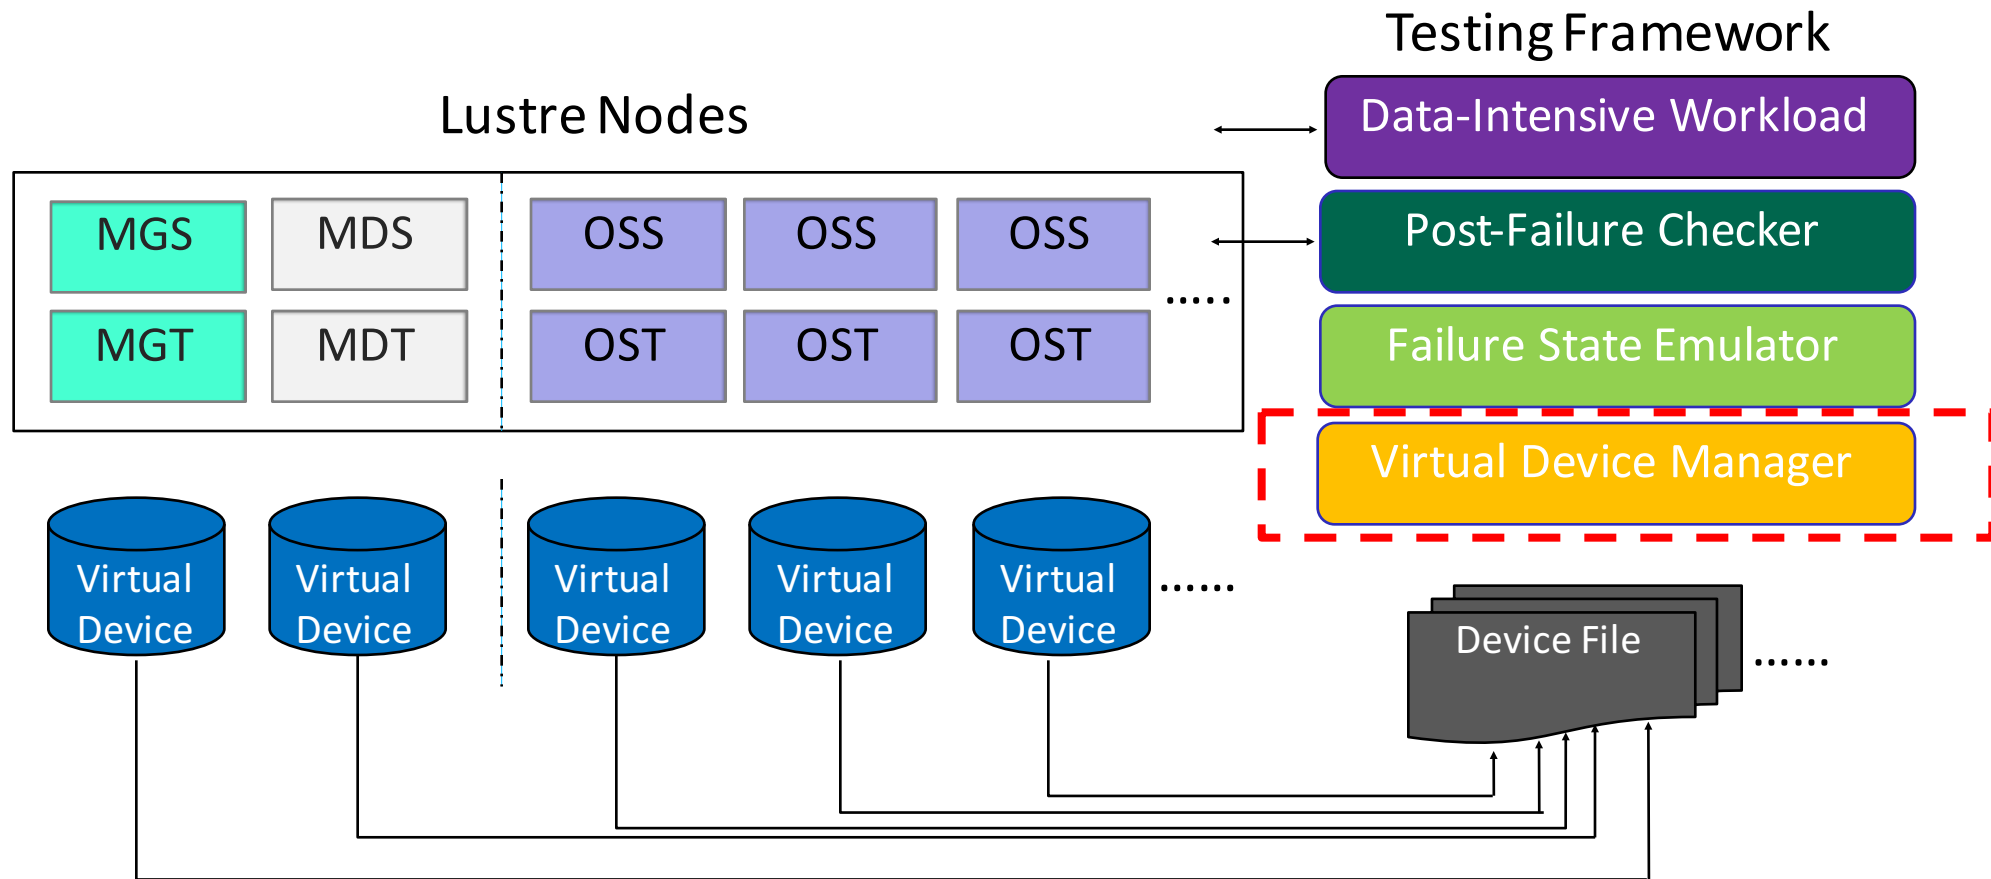 Testing Framework
Lustre Nodes
Data-Intensive Workload
Post-Failure Checker
Failure State Emulator
Virtual Device Manager
MGS MDS OSS OSS OSS
......
MGT MDT OST OST OST
Virtual Virtual Virtual Virtual Virtual
Device Device Device Device Device
......
Device File
......